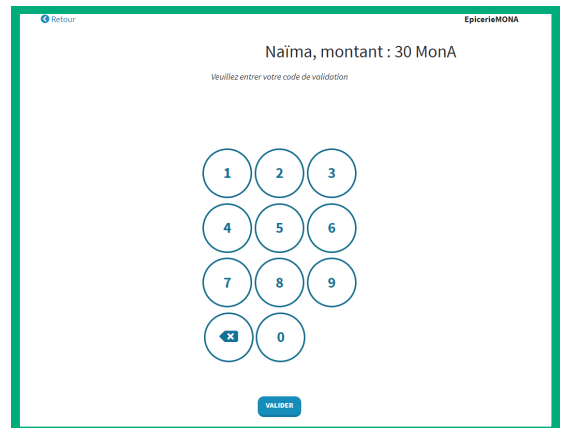 Retour EpicerieMONA
Naïma, montant : 30 MonA
Veuillez entrer votre code de validation
1 2 3
4 5 6
7 8 9
0
VALIDER